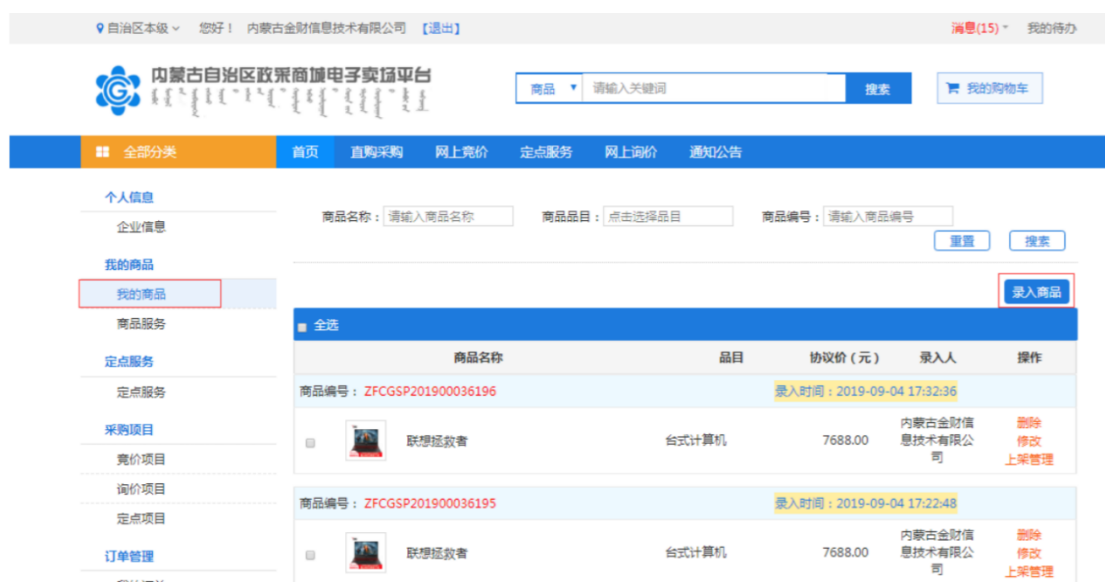 自治区本级 您好！ 内蒙古金财信息技术有限公司 【退出】 消息(15) 我的待办
内蒙古自治区政采商城电子卖场平台
商品 请输入关键词 搜索 我的购物车
全部分类 首页 直购采购 网上竞价 定点服务 网上询价 通知公告
个人信息
企业信息
我的商品
我的商品
商品服务
定点服务
定点服务
采购项目
竞价项目
询价项目
定点项目
订单管理
商品名称： 请输入商品名称 商品品目： 点击选择品目 商品编号： 请输入商品编号
重置 搜索
录入商品
全选
商品名称 品目 协议价（元） 录入人 操作
商品编号： ZFCGSP201900036196 录入时间：2019-09-04 17:32:36
联想拯救者 台式计算机 7688.00 内蒙古金财信息技术有限公司 删除 修改 上架管理
商品编号： ZFCGSP201900036195 录入时间：2019-09-04 17:22:48
联想拯救者 台式计算机 7688.00 内蒙古金财信息技术有限公司 删除 修改 上架管理